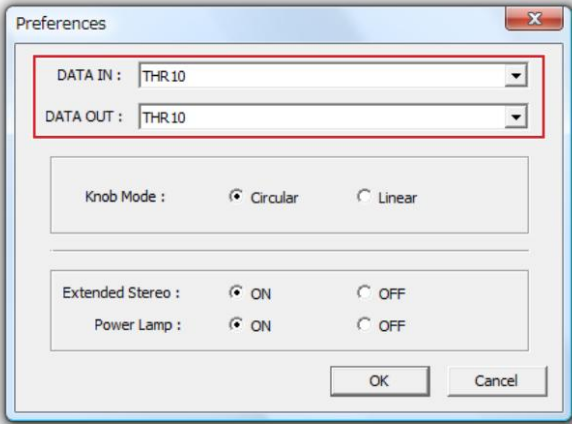 Preferences
DATA IN : THR10
DATA OUT : THR10
Knob Mode : Circular Linear
Extended Stereo : ON OFF
Power Lamp : ON OFF
OK Cancel